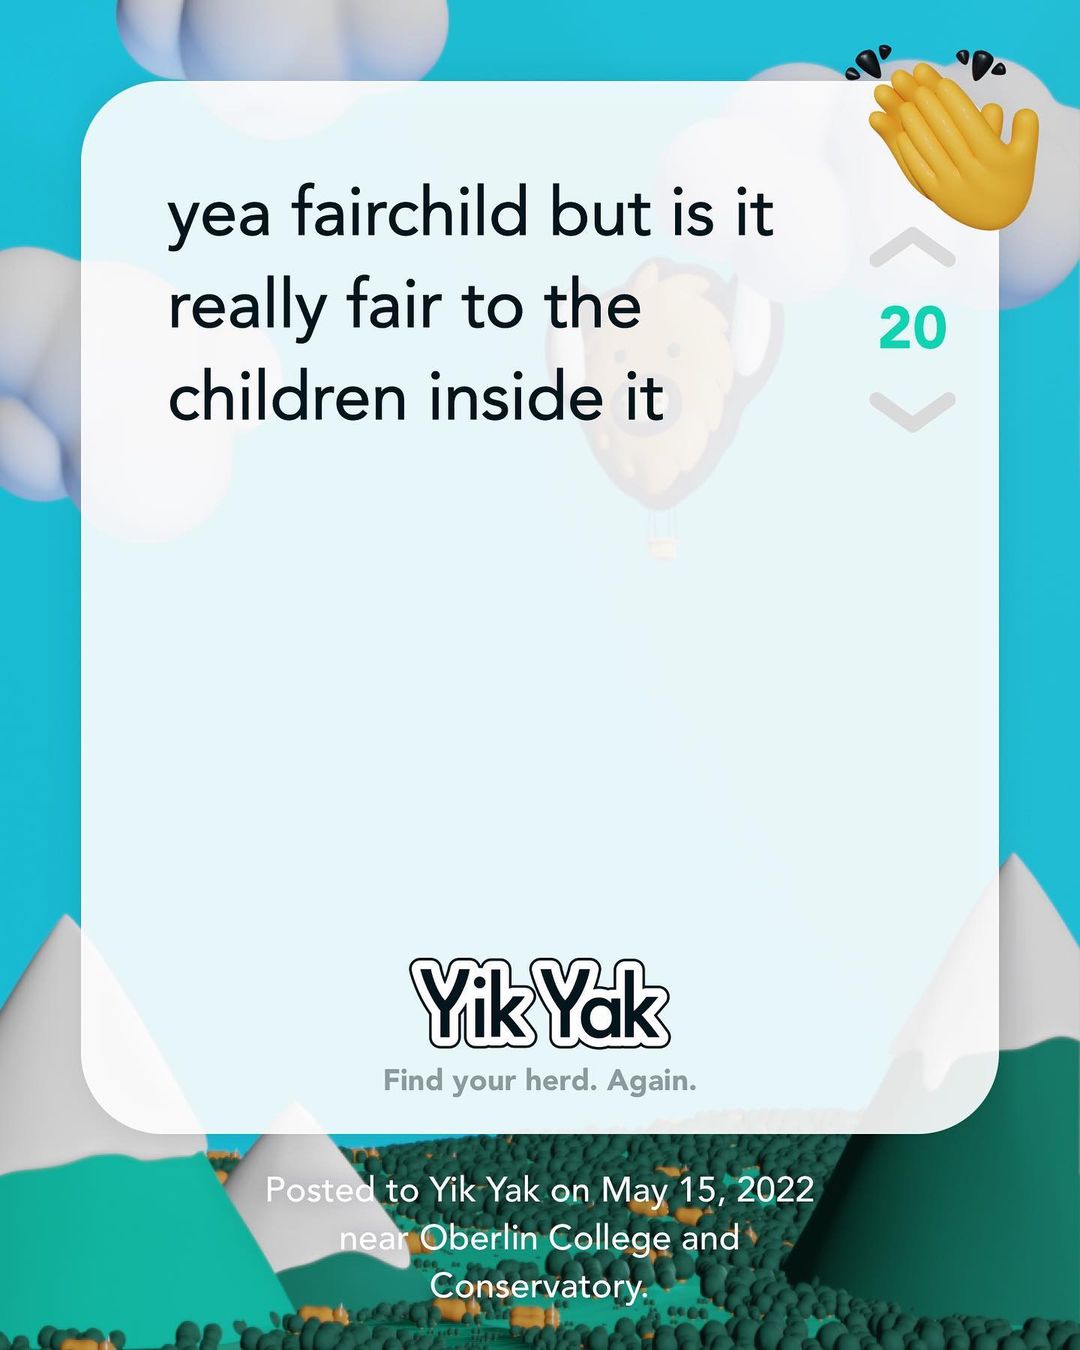 yea fairchild but is it
really fair to the
children inside it
20
Yik Yak
Find your herd. Again.
Posted to Yik Yak on May 15, 2022
near Oberlin College and
Conservatory.